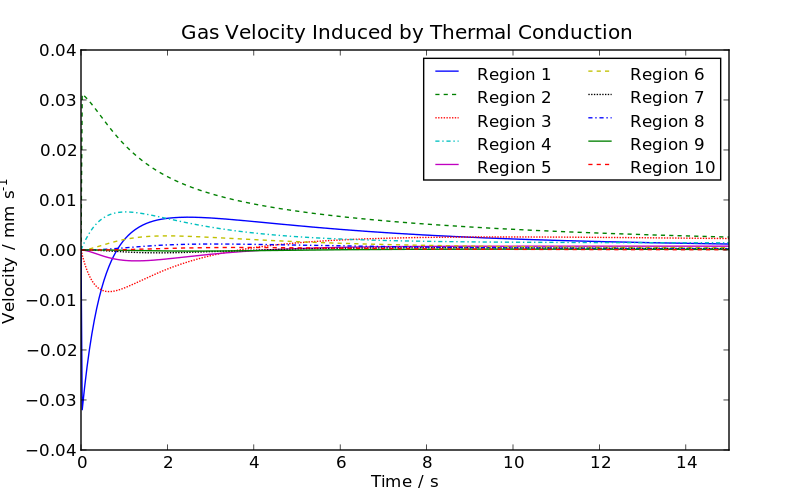 Gas Velocity Induced by Thermal Conduction
Velocity / mm s⁻¹
0.04
0.03
0.02
0.01
0.00
−0.01
−0.02
−0.03
−0.04
Region 1
Region 2
Region 3
Region 4
Region 5
Region 6
Region 7
Region 8
Region 9
Region 10
0 2 4 6 8 10 12 14
Time / s